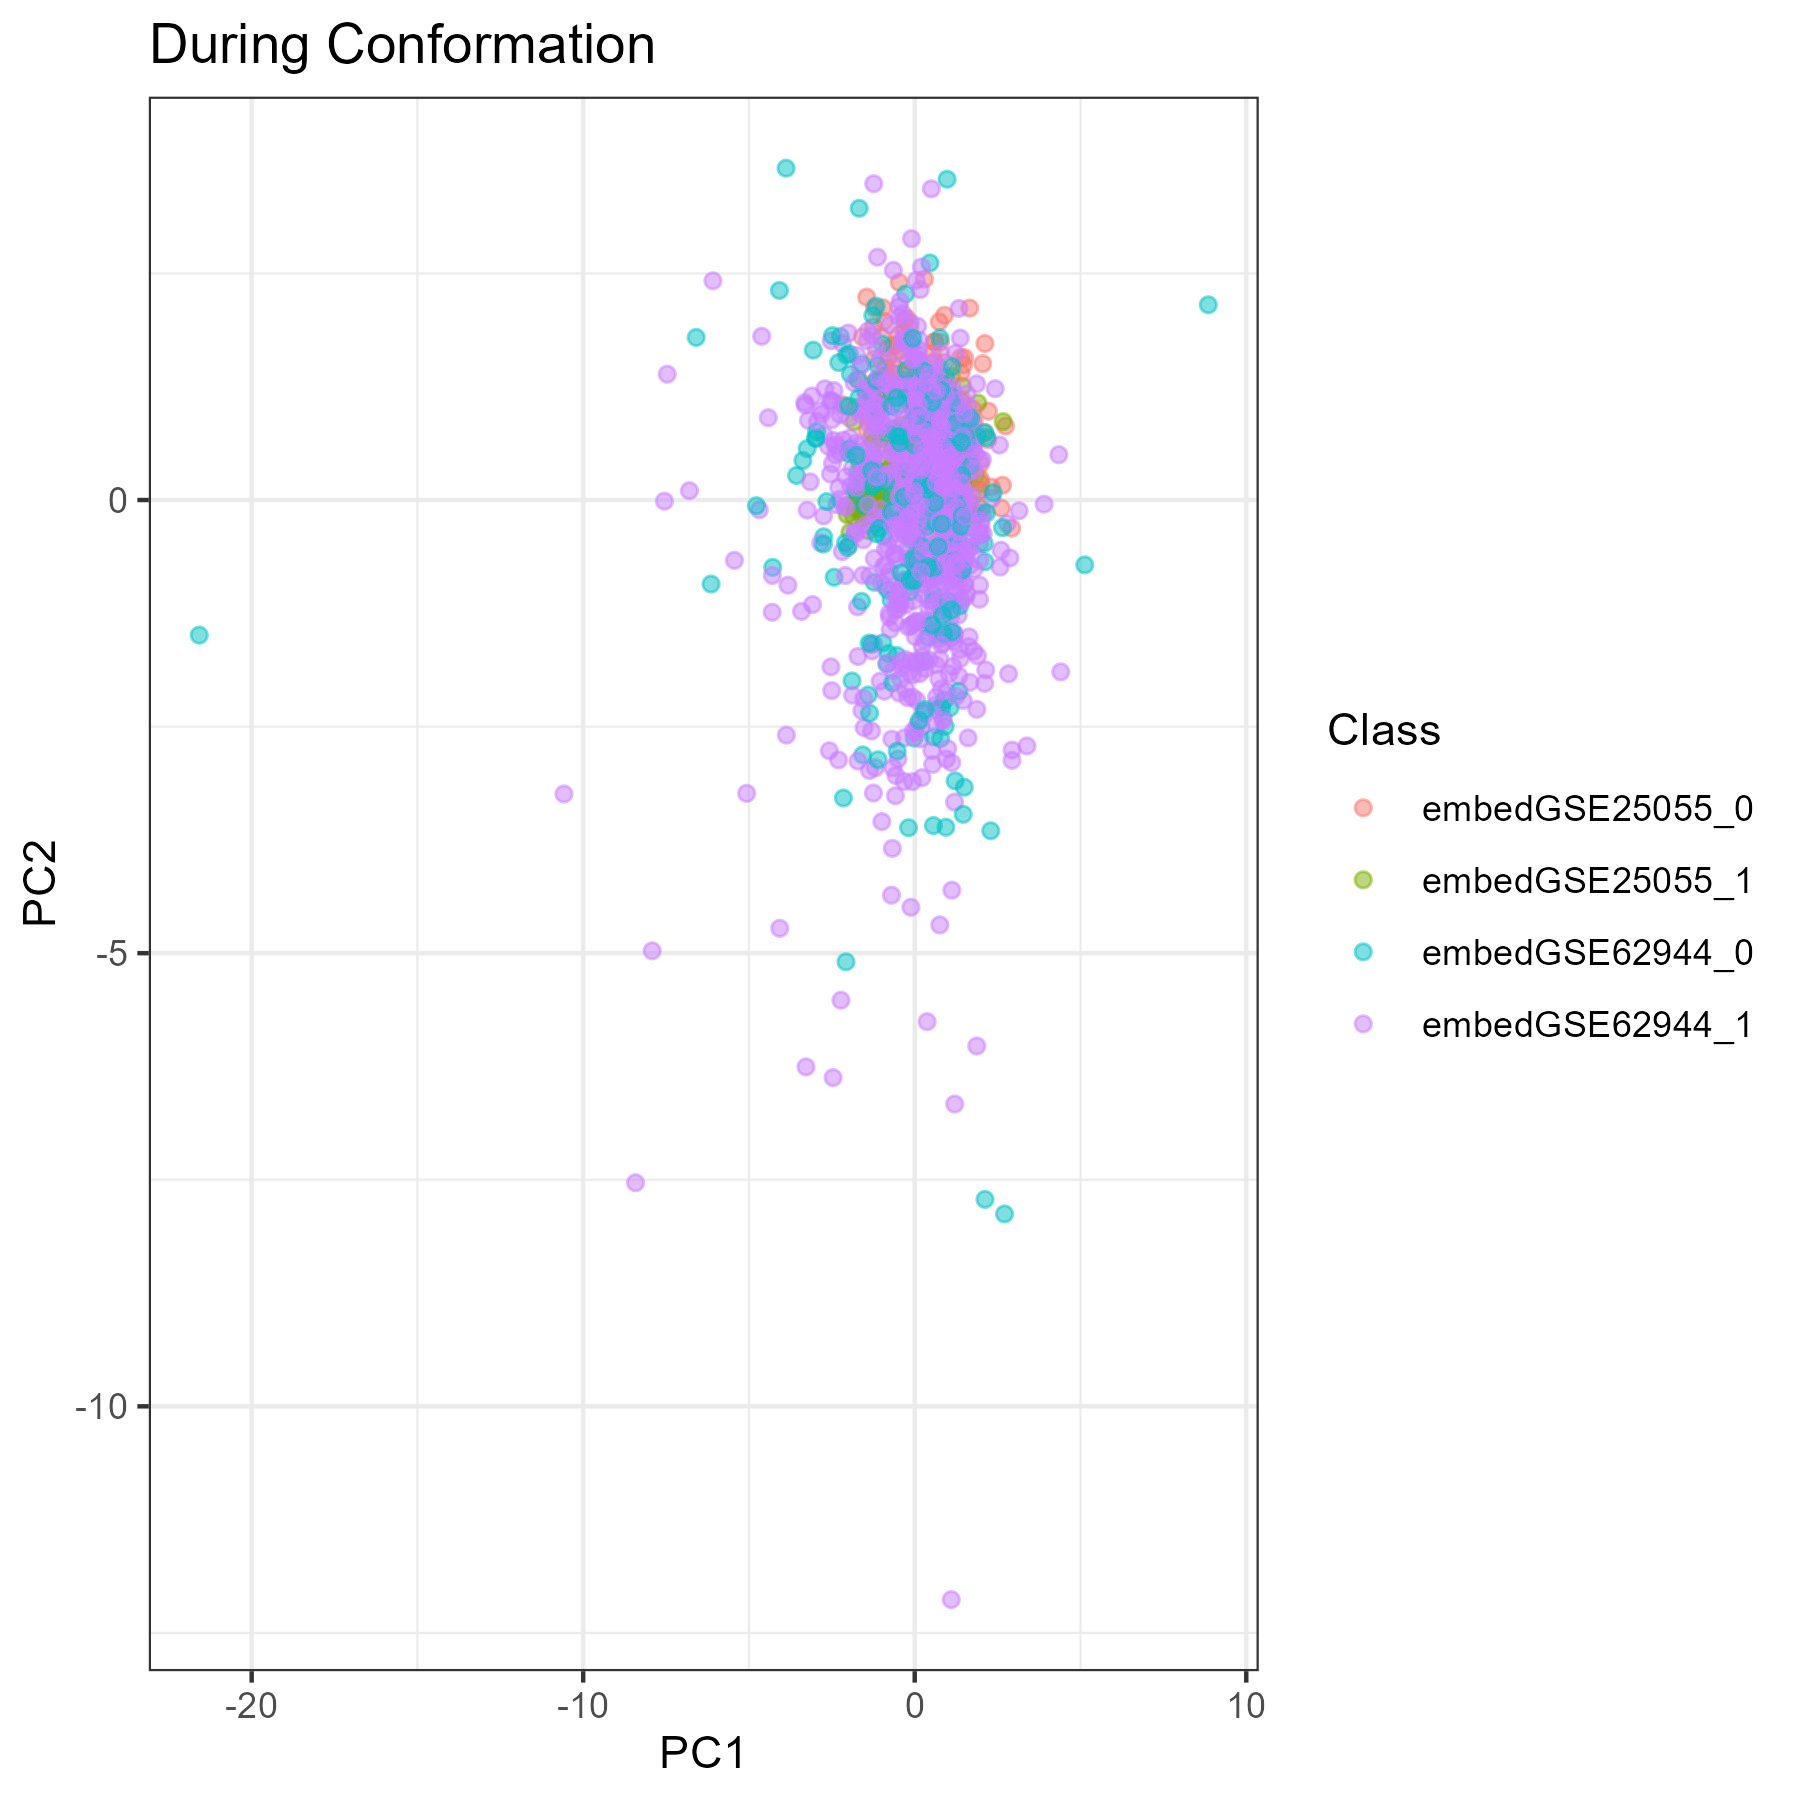 During Conformation
PC2
0
-5
-10
-20
-10
0
10
PC1
Class
embedGSE25055_0
embedGSE25055_1
embedGSE62944_0
embedGSE62944_1